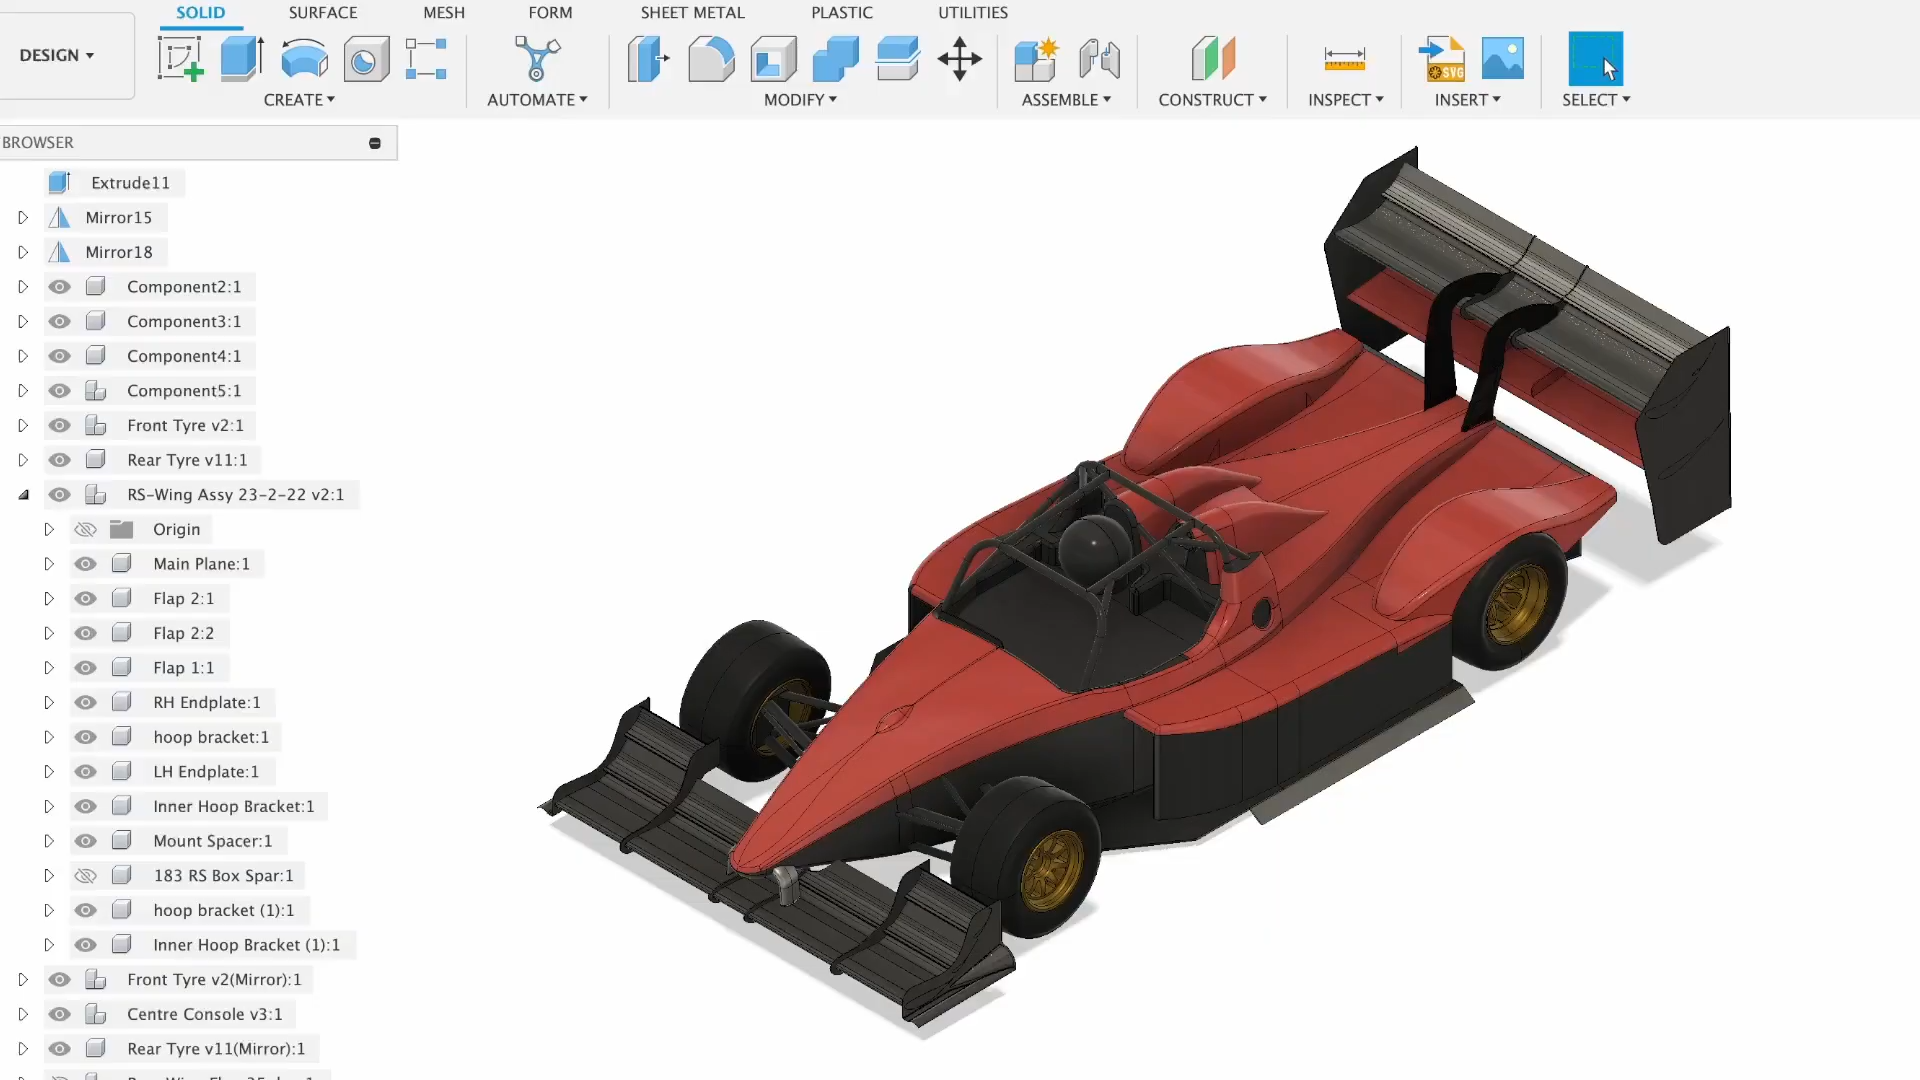 SOLID SURFACE MESH FORM SHEET METAL PLASTIC UTILITIES
DESIGN
SVG
CREATE AUTOMATE MODIFY ASSEMBLE CONSTRUCT INSPECT INSERT SELECT
BROWSER
Extrude11
Mirror15
Mirror18
Component2:1
Component3:1
Component4:1
Component5:1
Front Tyre v2:1
Rear Tyre v11:1
RS-Wing Assy 23-2-22 v2:1
Origin
Main Plane:1
Flap 2:1
Flap 2:2
Flap 1:1
RH Endplate:1
hoop bracket:1
LH Endplate:1
Inner Hoop Bracket:1
Mount Spacer:1
183 RS Box Spar:1
hoop bracket (1):1
Inner Hoop Bracket (1):1
Front Tyre v2(Mirror):1
Centre Console v3:1
Rear Tyre v11(Mirror):1